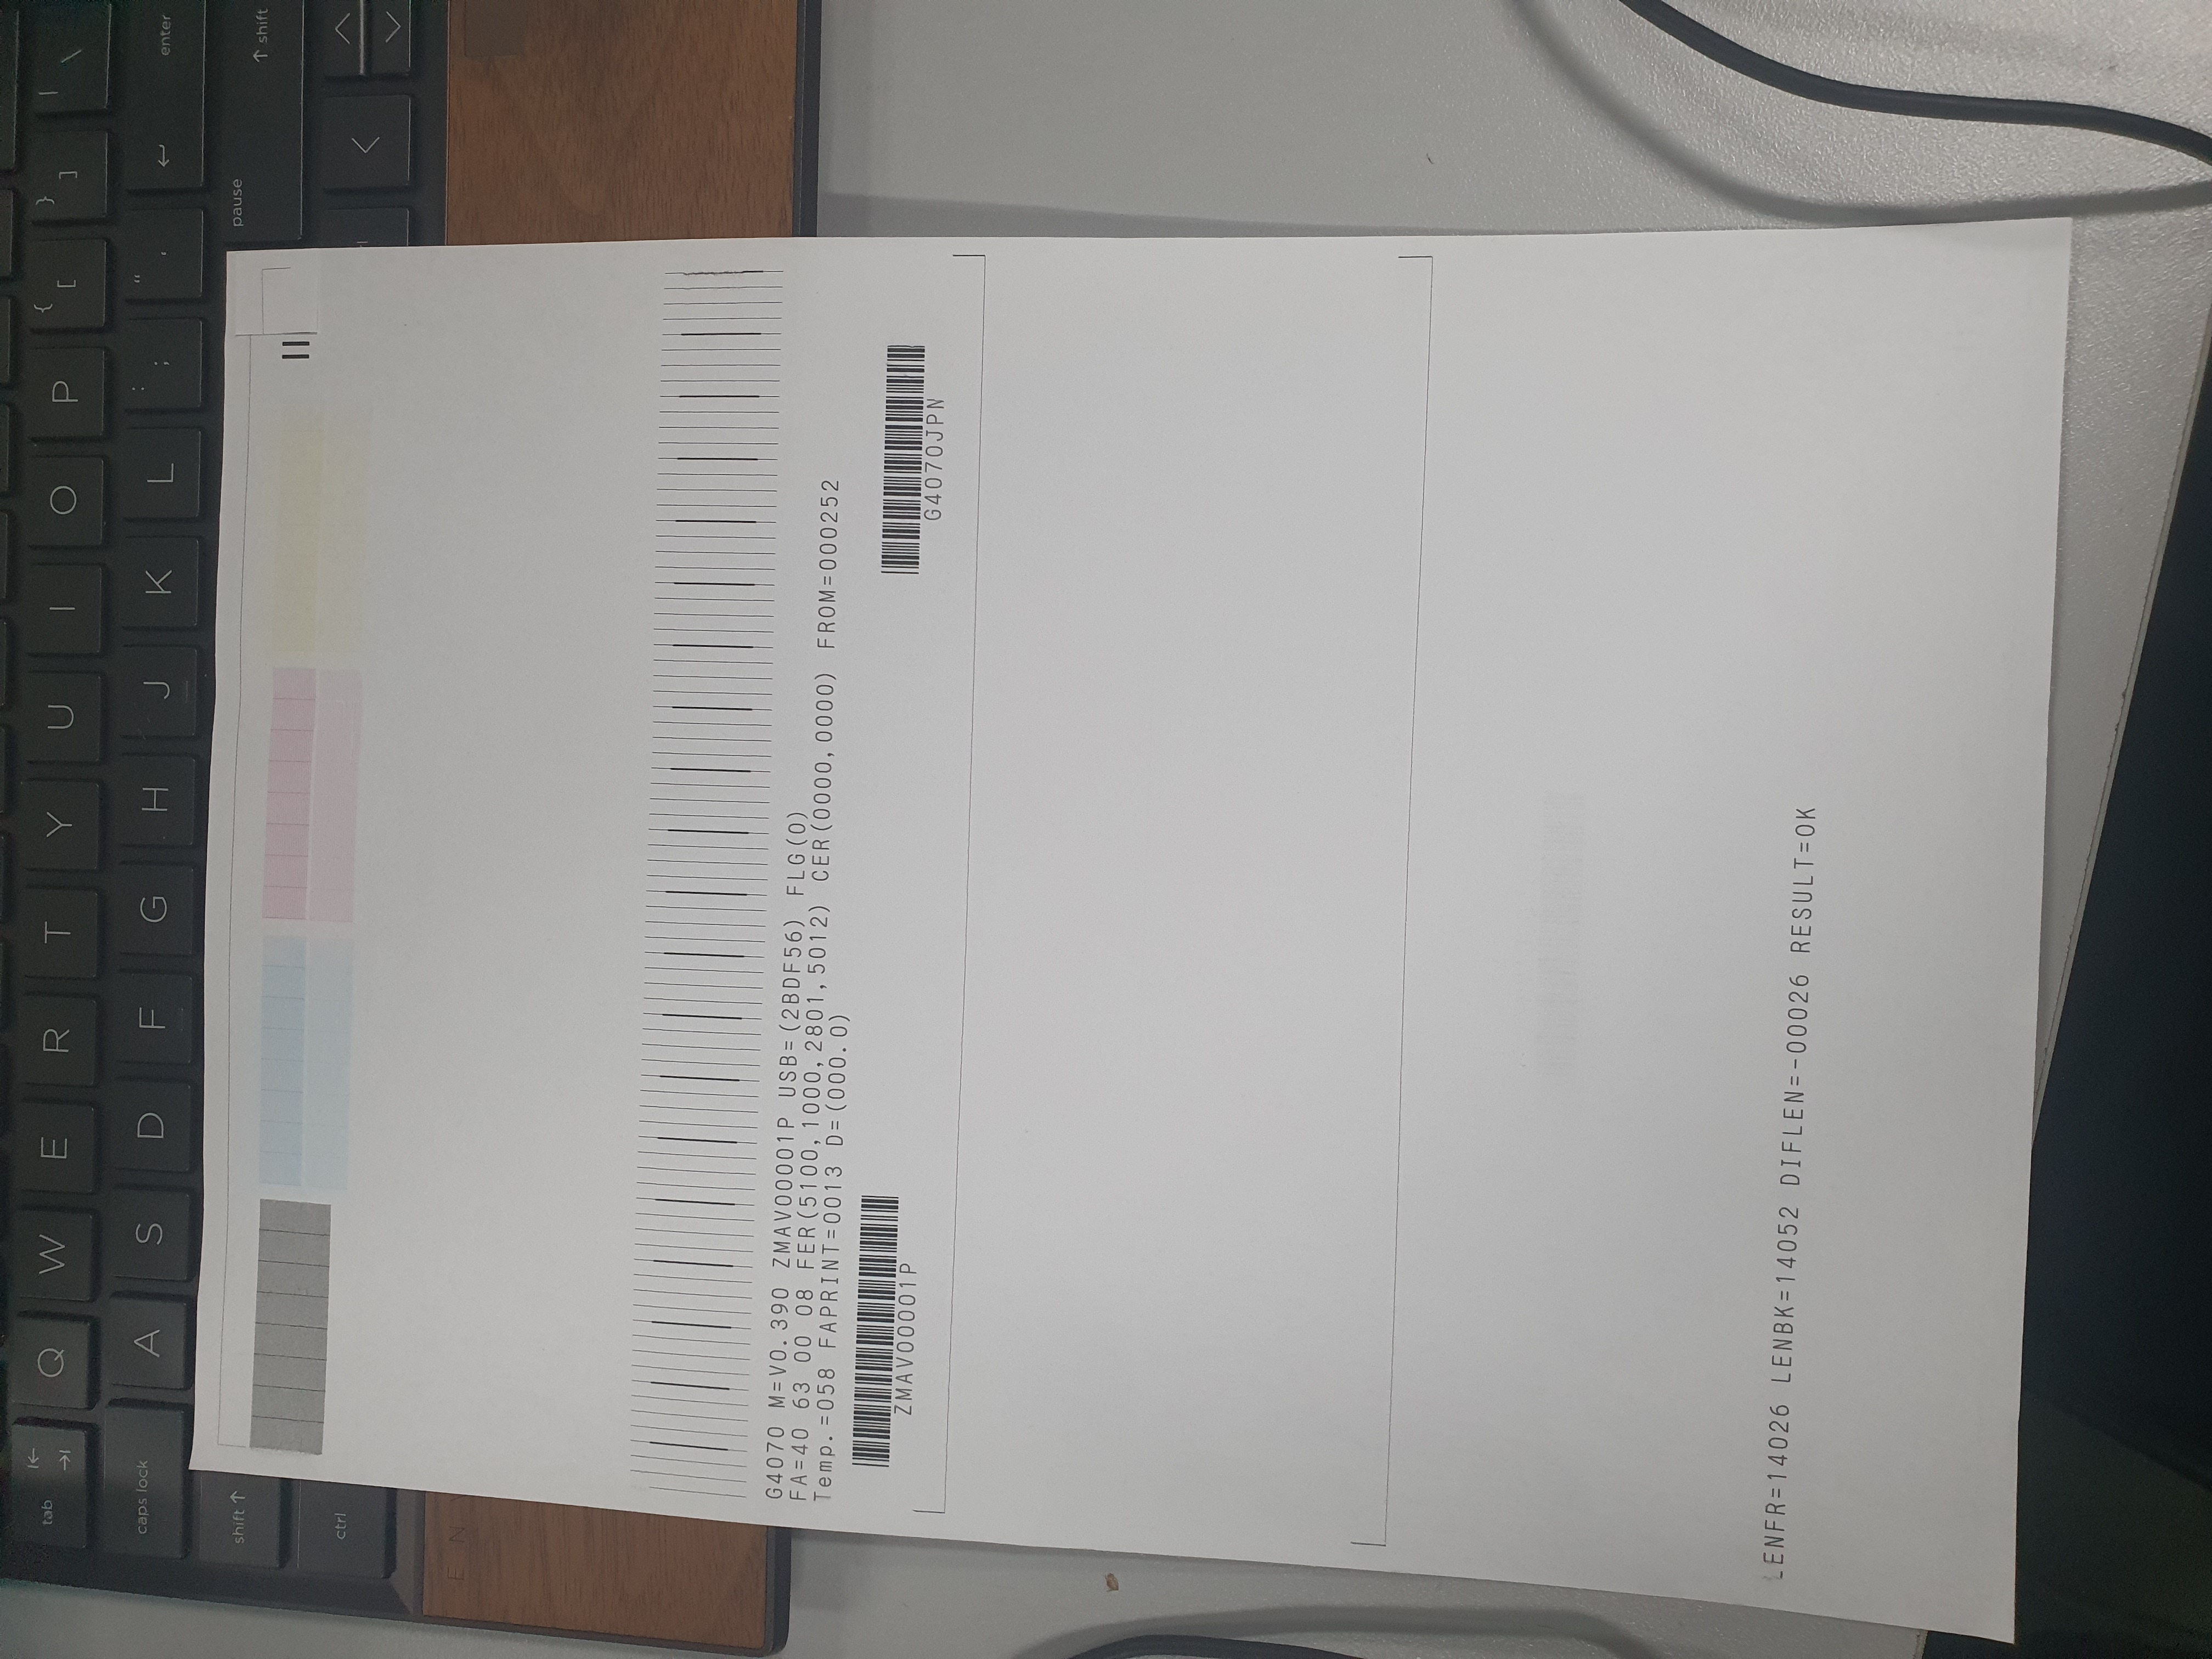 tab Q W E R T Y U I O P { [ } ] | \
caps lock A S D F G H J K L : ; " ' enter
shift pause shift
ctrl
E N
G4070 M=V0.390 ZMAV00001P USB=(2BDF56) FLG(0)
FA=40 63 00 08 FER(5100,1000,2801,5012) CER(0000,0000) FROM=000252
Temp.=058 FAPRINT=0013 D=(000.0)
ZMAV00001P
G4070JPN
LENFR=14026 LENBK=14052 DIFLEN=-00026 RESULT=OK